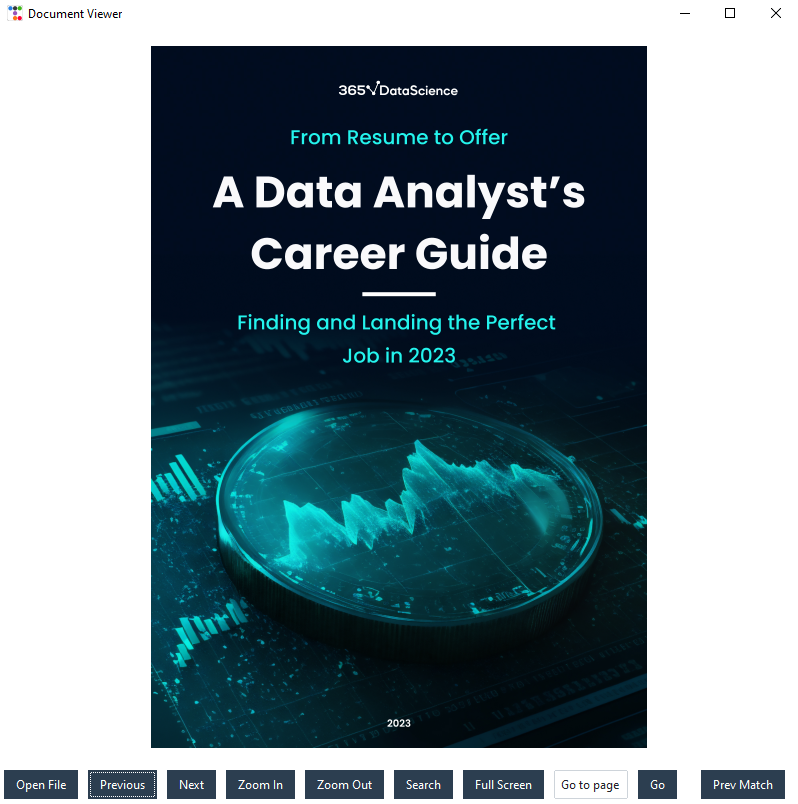 Document Viewer
365 DataScience
From Resume to Offer
A Data Analyst’s
Career Guide
Finding and Landing the Perfect
Job in 2023
2023
Open File
Previous
Next
Zoom In
Zoom Out
Search
Full Screen
Go to page
Go
Prev Match